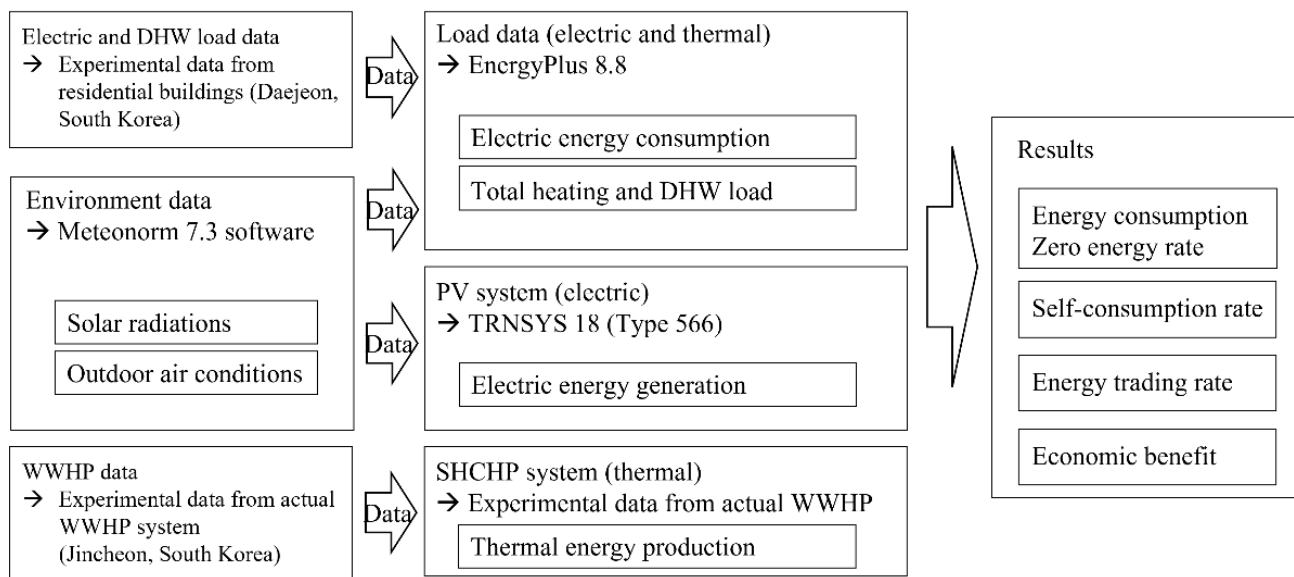 Electric and DHW load data
→ Experimental data from
residential buildings (Daejeon,
South Korea)
Data
Load data (electric and thermal)
→ EnergyPlus 8.8
Electric energy consumption
Total heating and DHW load
Environment data
→ Meteonorm 7.3 software
Solar radiations
Outdoor air conditions
Data
Data
PV system (electric)
→ TRNSYS 18 (Type 566)
Electric energy generation
WWHP data
→ Experimental data from actual
WWHP system
(Jincheon, South Korea)
Data
SHCHP system (thermal)
→ Experimental data from actual WWHP
Thermal energy production
Results
Energy consumption
Zero energy rate
Self-consumption rate
Energy trading rate
Economic benefit